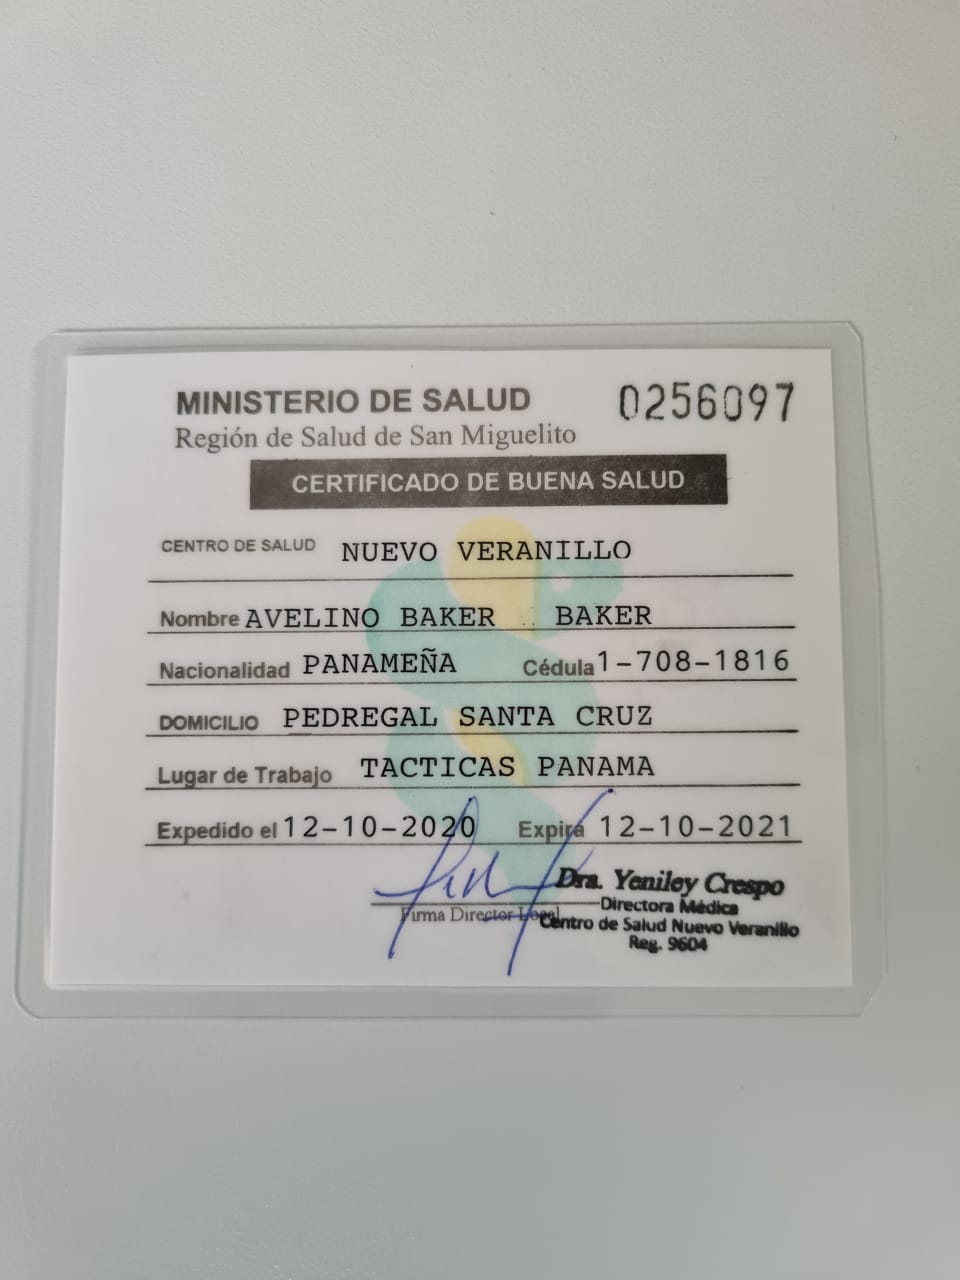 MINISTERIO DE SALUD 0256097
Región de Salud de San Miguelito
CERTIFICADO DE BUENA SALUD
CENTRO DE SALUD NUEVO VERANILLO
Nombre AVELINO BAKER BAKER
Nacionalidad PANAMEÑA Cédula 1-708-1816
DOMICILIO PEDREGAL SANTA CRUZ
Lugar de Trabajo TACTICAS PANAMA
Expedido el 12-10-2020 Expira 12-10-2021
Dra. Yeniley Crespo
Directora Médica
Firma Director Local
Centro de Salud Nuevo Veranillo
Reg. 9604